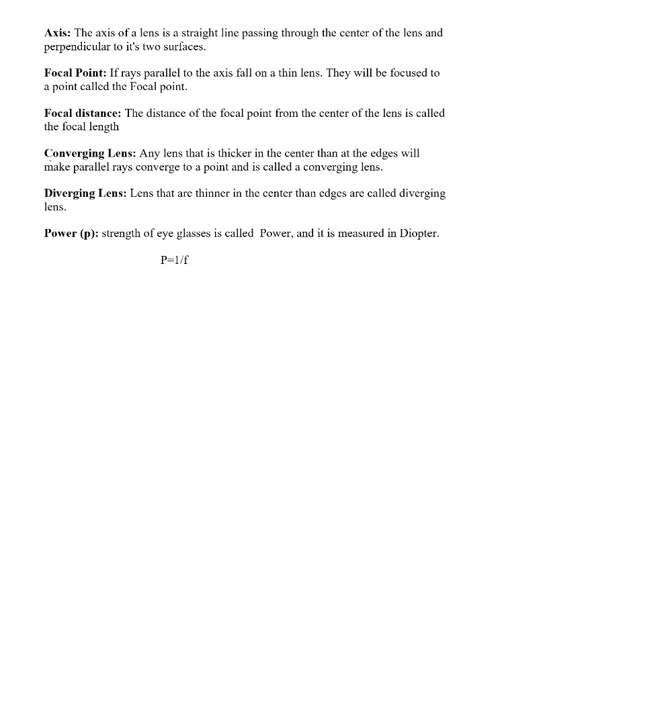 Axis: The axis of a lens is a straight line passing through the center of the lens and
perpendicular to it's two surfaces.
Focal Point: If rays parallel to the axis fall on a thin lens. They will be focused to
a point called the Focal point.
Focal distance: The distance of the focal point from the center of the lens is called
the focal length
Converging Lens: Any lens that is thicker in the center than at the edges will
make parallel rays converge to a point and is called a converging lens.
Diverging Lens: Lens that are thinner in the center than edges are called diverging
lens.
Power (p): strength of eye glasses is called Power, and it is measured in Diopter.
P=1/f